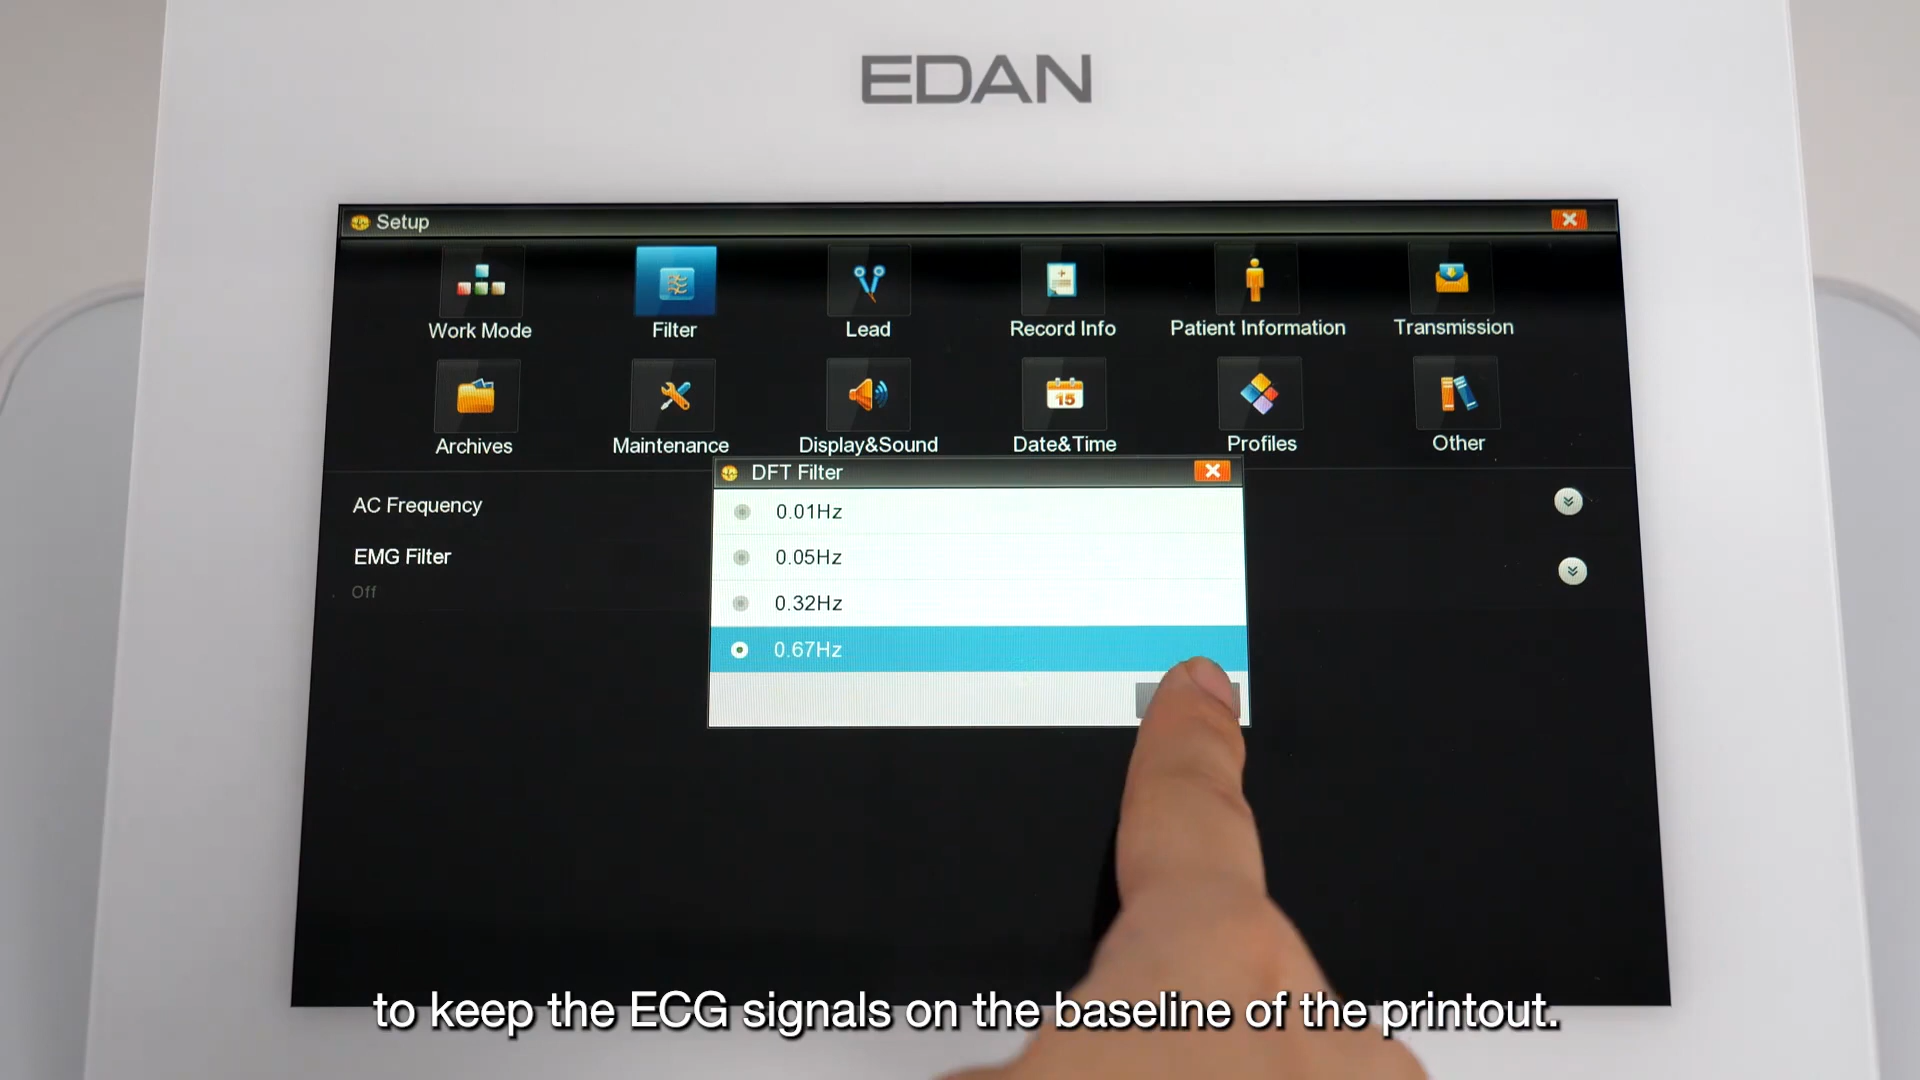 EDAN
Setup
Work Mode
Filter
Lead
Record Info
Patient Information
Transmission
Archives
Maintenance
Display&Sound
Date&Time
15
Profiles
Other
DFT Filter
AC Frequency
0.01Hz
EMG Filter
0.05Hz
Off
0.32Hz
0.67Hz
to keep the ECG signals on the baseline of the printout.